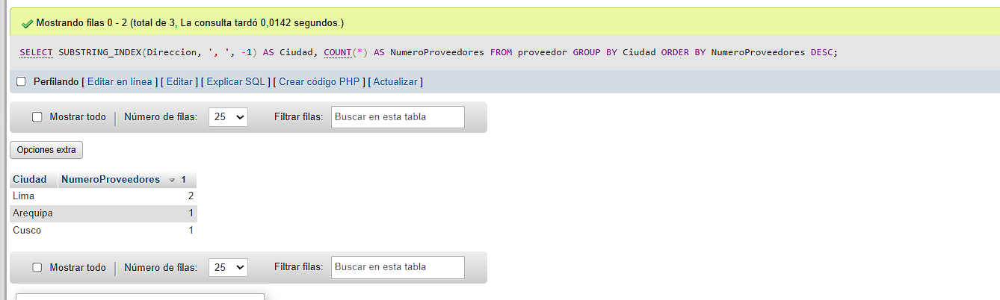 Mostrando filas 0 - 2 (total de 3, La consulta tardó 0,0142 segundos.)
SELECT SUBSTRING_INDEX(Direccion, ', ', -1) AS Ciudad, COUNT(*) AS NumeroProveedores FROM proveedor GROUP BY Ciudad ORDER BY NumeroProveedores DESC;
Perfilando [ Editar en línea ] [ Editar ] [ Explicar SQL ] [ Crear código PHP ] [ Actualizar ]
Mostrar todo | Número de filas: 25 Filtrar filas: Buscar en esta tabla
Opciones extra
Ciudad NumeroProveedores 1
Lima 2
Arequipa 1
Cusco 1
Mostrar todo | Número de filas: 25 Filtrar filas: Buscar en esta tabla